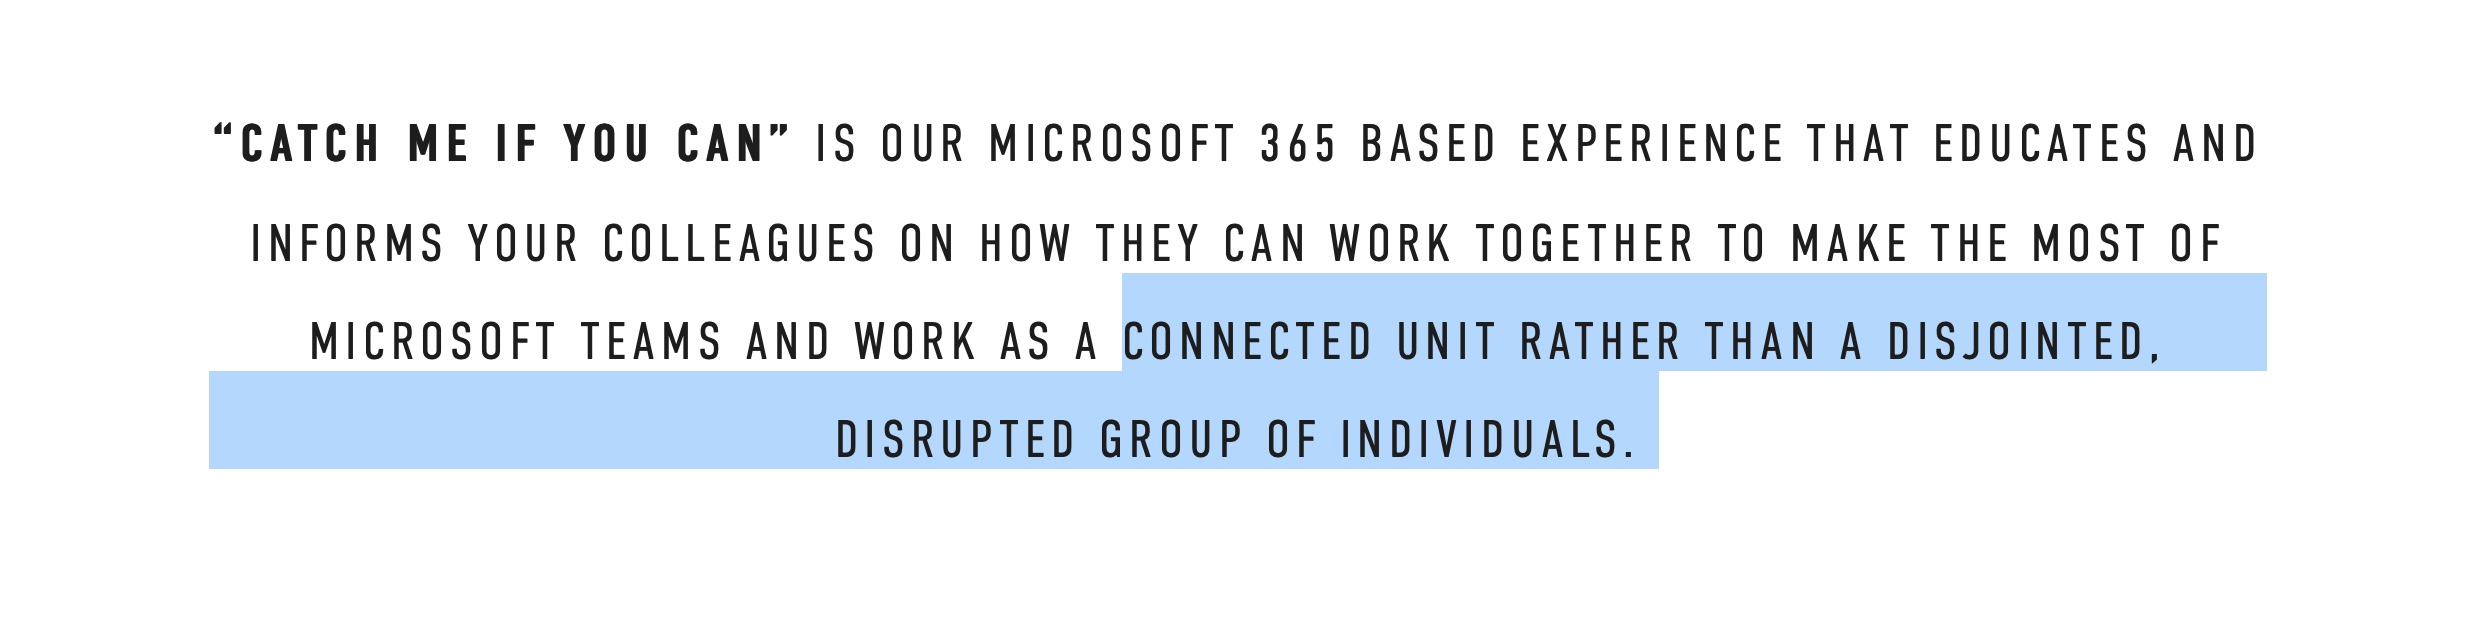 “CATCH ME IF YOU CAN” IS OUR MICROSOFT 365 BASED EXPERIENCE THAT EDUCATES AND
INFORMS YOUR COLLEAGUES ON HOW THEY CAN WORK TOGETHER TO MAKE THE MOST OF
MICROSOFT TEAMS AND WORK AS A CONNECTED UNIT RATHER THAN A DISJOINTED,
DISRUPTED GROUP OF INDIVIDUALS.